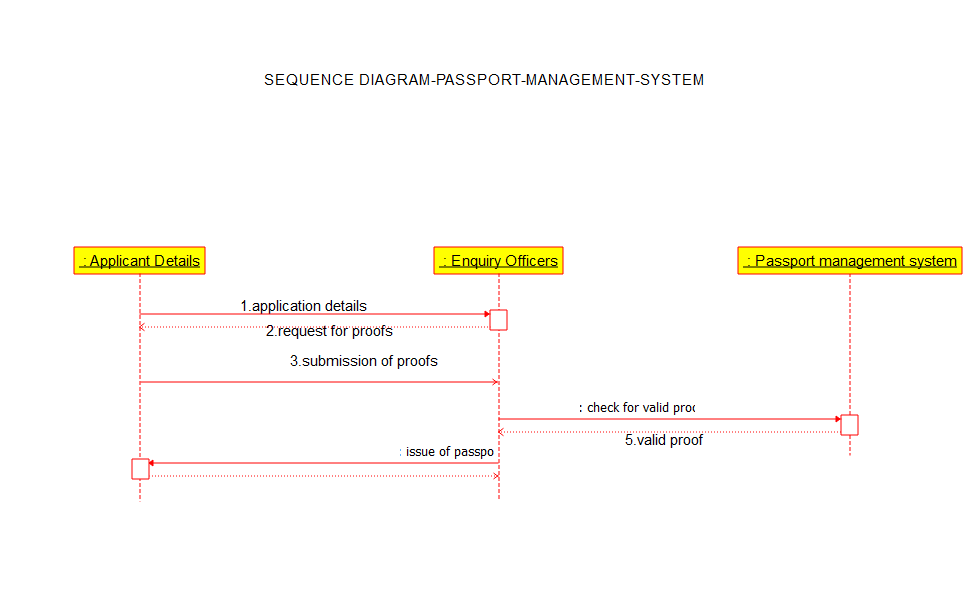 SEQUENCE DIAGRAM-PASSPORT-MANAGEMENT-SYSTEM
: Applicant Details
: Enquiry Officers
: Passport management system
1.application details
2.request for proofs
3.submission of proofs
: check for valid proo
5.valid proof
: issue of passpo